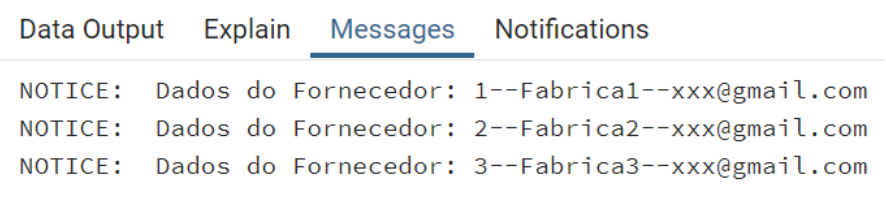 Data Output Explain Messages Notifications
NOTICE:  Dados do Fornecedor: 1--Fabrica1--xxx@gmail.com
NOTICE:  Dados do Fornecedor: 2--Fabrica2--xxx@gmail.com
NOTICE:  Dados do Fornecedor: 3--Fabrica3--xxx@gmail.com